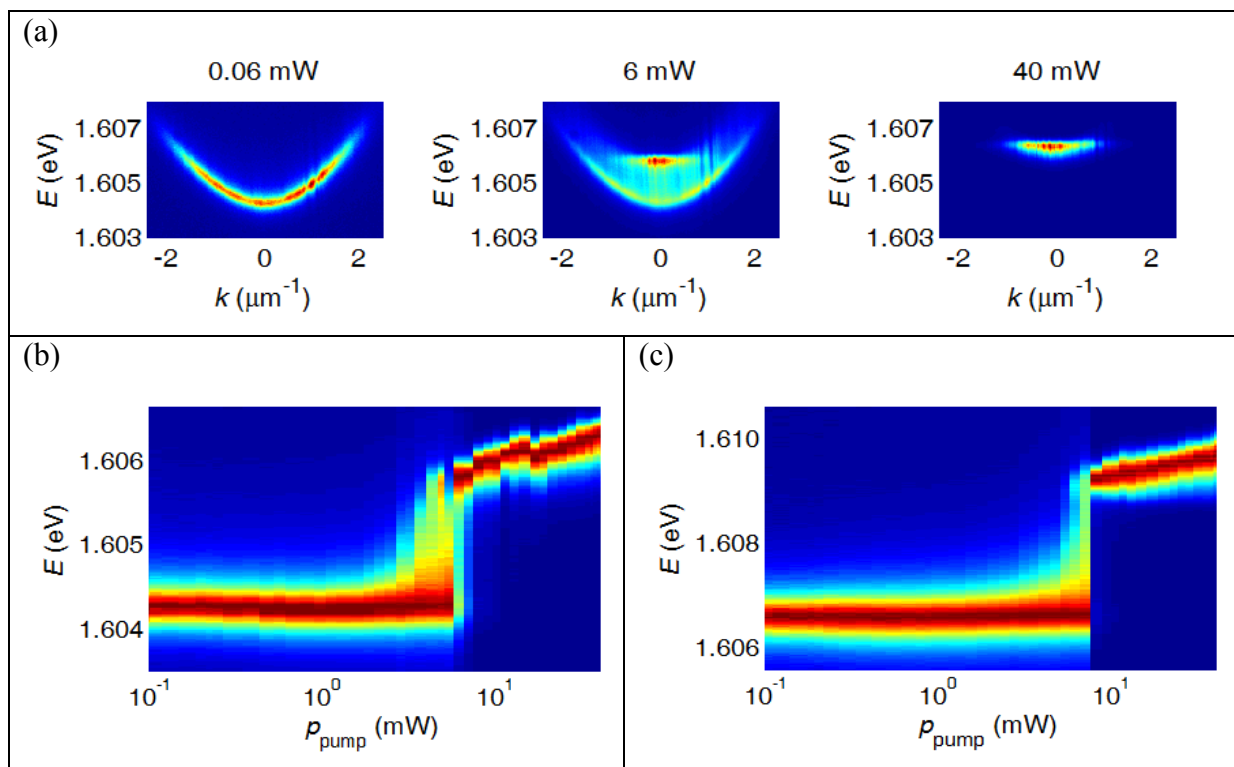 (a)
0.06 mW 6 mW 40 mW
1.607 1.607 1.607
1.605 1.605 1.605
1.603 1.603 1.603
E (eV) E (eV) E (eV)
-2 0 2 -2 0 2 -2 0 2
k (μm⁻¹) k (μm⁻¹) k (μm⁻¹)
(b)
1.606
1.605
1.604
E (eV)
10⁻¹ 10⁰ 10¹
p_pump (mW)
(c)
1.610
1.608
1.606
E (eV)
10⁻¹ 10⁰ 10¹
p_pump (mW)